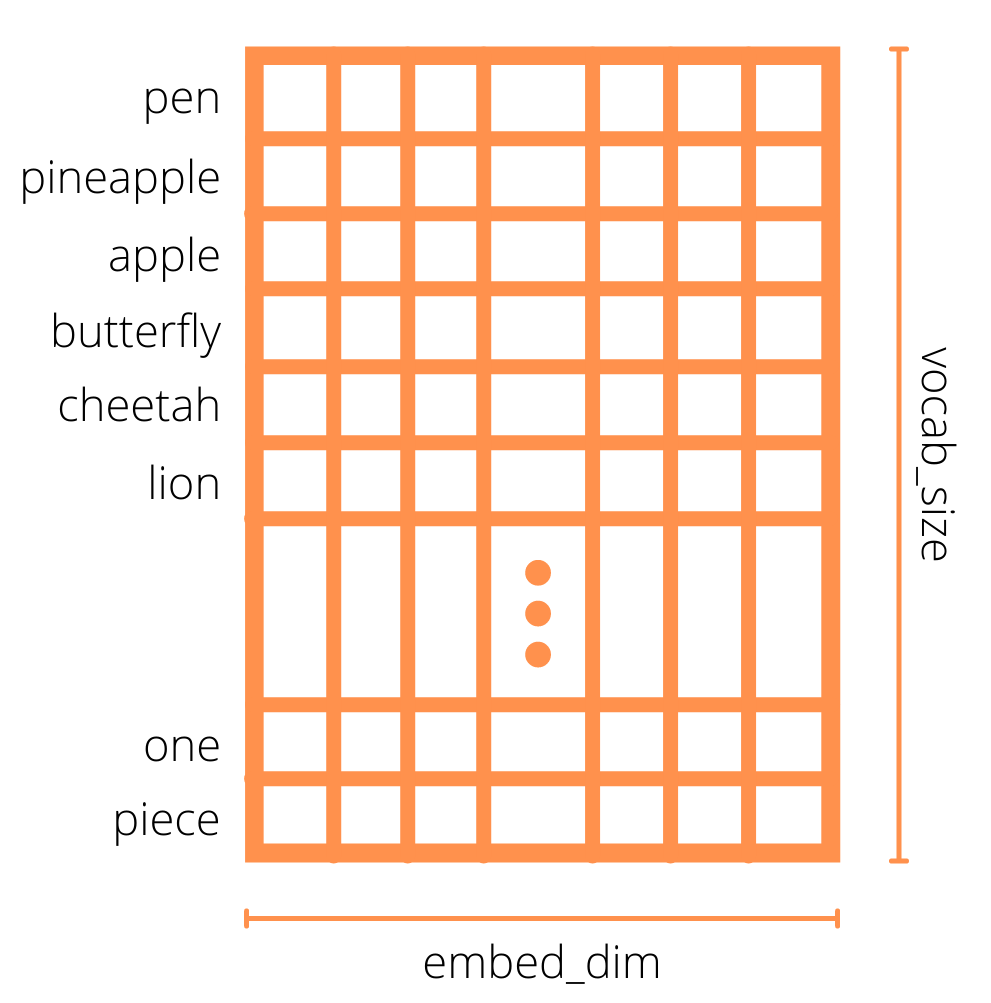 pen
pineapple
apple
butterfly
cheetah
lion
one
piece
vocab_size
embed_dim